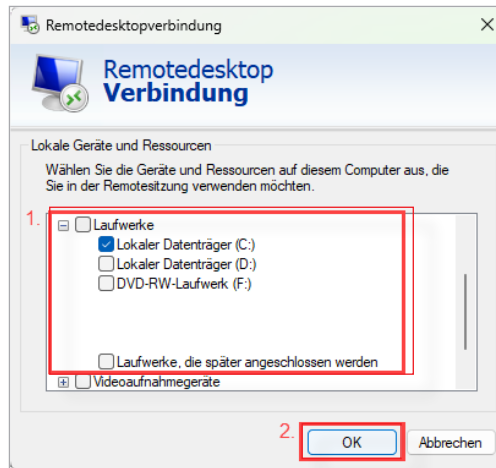 Remotedesktopverbindung
Remotedesktop
Verbindung
Lokale Geräte und Ressourcen
Wählen Sie die Geräte und Ressourcen auf diesem Computer aus, die
Sie in der Remotesitzung verwenden möchten.
1.
Laufwerke
Lokaler Datenträger (C:)
Lokaler Datenträger (D:)
DVD-RW-Laufwerk (F:)
Laufwerke, die später angeschlossen werden
Videoaufnahmegeräte
2.
OK
Abbrechen